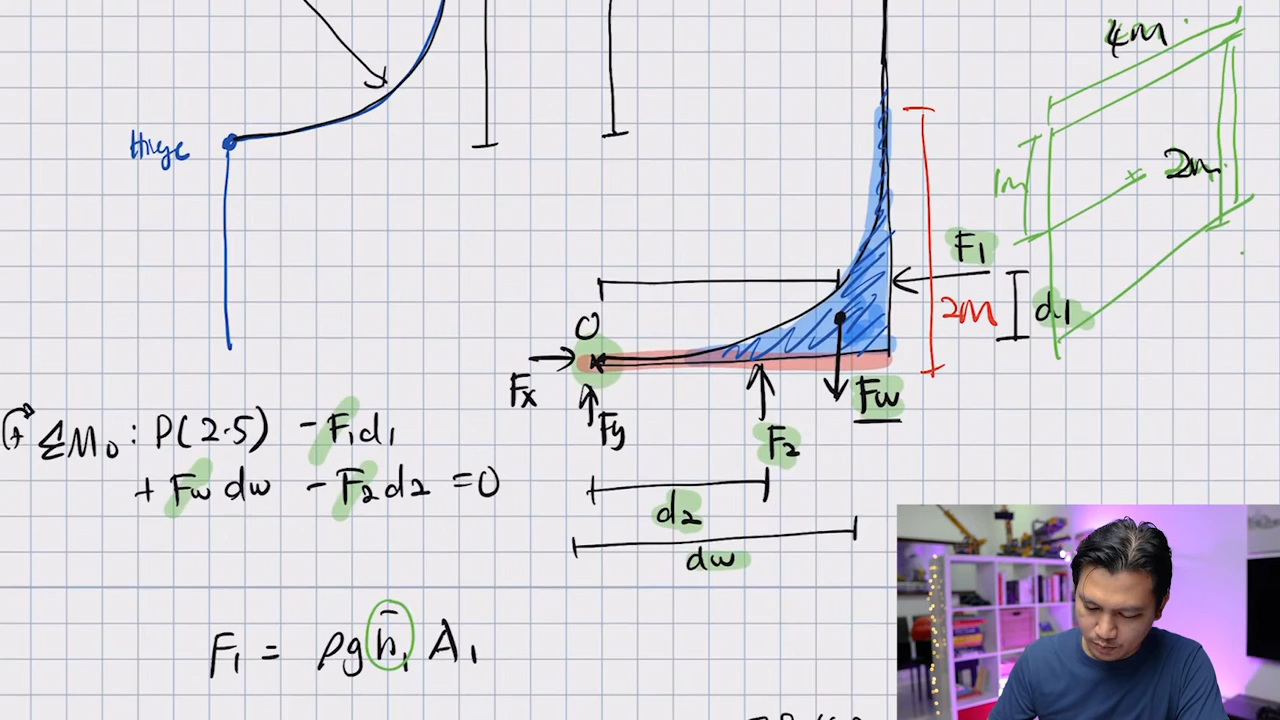 4m
Hinge
1m
2m
F1
2m
d1
O
Fx
Fy
F2
Fw
ΣMo: P(2.5) -F1d1
+ Fw dw - F2d2 = 0
d2
dw
F1 = ρg h̄1 A1